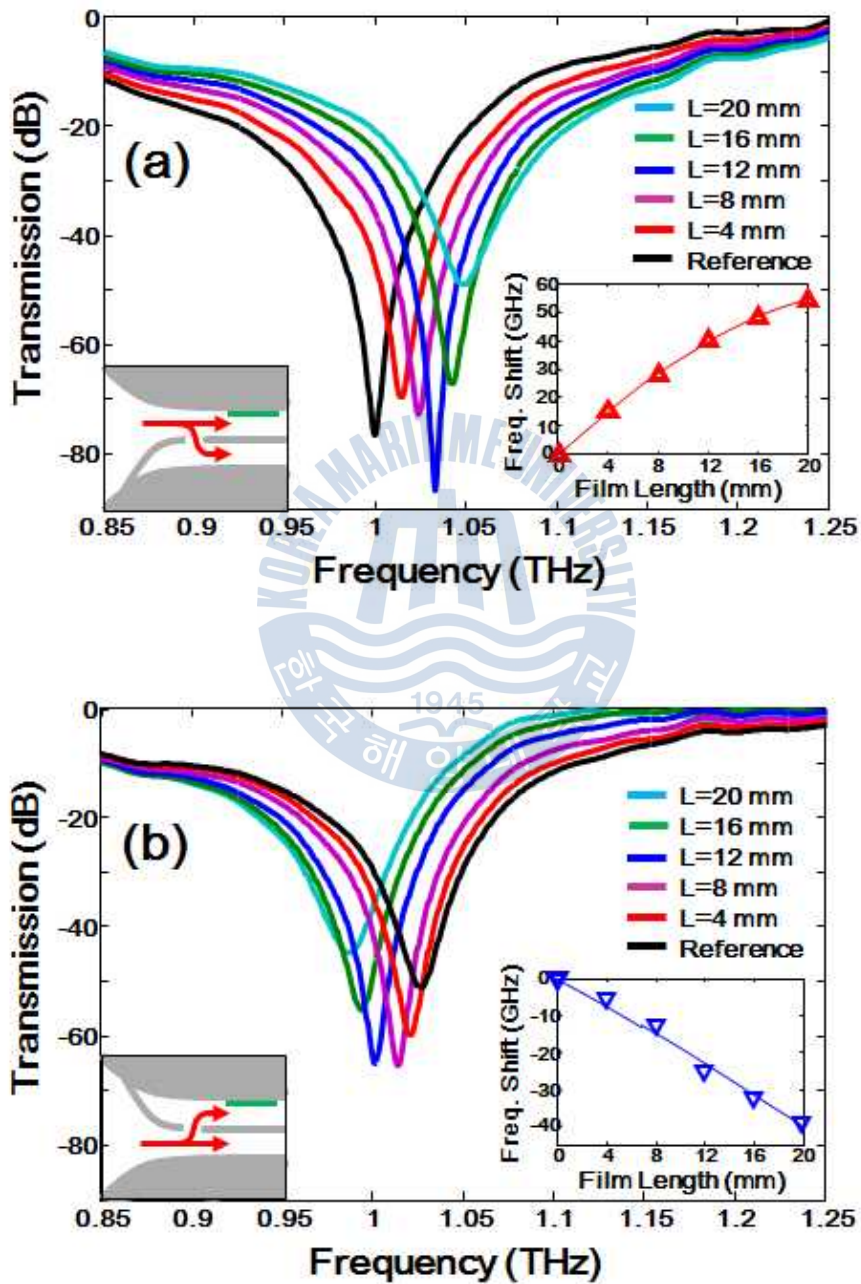 0
-20
-40
-60
-80
Transmission (dB)
(a)
L=20 mm
L=16 mm
L=12 mm
L=8 mm
L=4 mm
Reference
60
50
40
30
20
10
0
Freq. Shift (GHz)
0 4 8 12 16 20
Film Length (mm)
0.85 0.9 0.95 1 1.05 1.10 1.15 1.2 1.25
Frequency (THz)
KOREA MARITIME UNIVERSITY
1945
0
-20
-40
-60
-80
Transmission (dB)
(b)
L=20 mm
L=16 mm
L=12 mm
L=8 mm
L=4 mm
Reference
0
-10
-20
-30
-40
Freq. Shift (GHz)
0 4 8 12 16 20
Film Length (mm)
0.85 0.9 0.95 1 1.05 1.10 1.15 1.2 1.25
Frequency (THz)